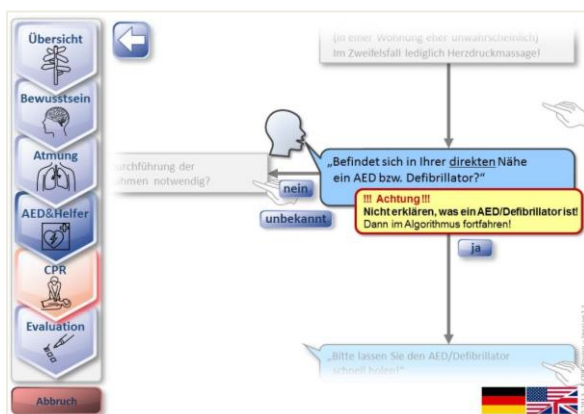 Übersicht
Bewusstsein
Atmung
AED&Helfer
CPR
Evaluation
Abbruch
(in einer Wohnung eher unwahrscheinlich)
Im Zweifelsfall lediglich Herzdruckmassage!
„Befindet sich in Ihrer direkten Nähe
ein AED bzw. Defibrillator?“
!!! Achtung!!!
Nicht erklären, was ein AED/Defibrillator ist!
Dann im Algorithmus fortfahren!
nein
unbekannt
der
notwendig?
ja
„Bitte lassen Sie den AED/Defibrillator
schnell holen!“